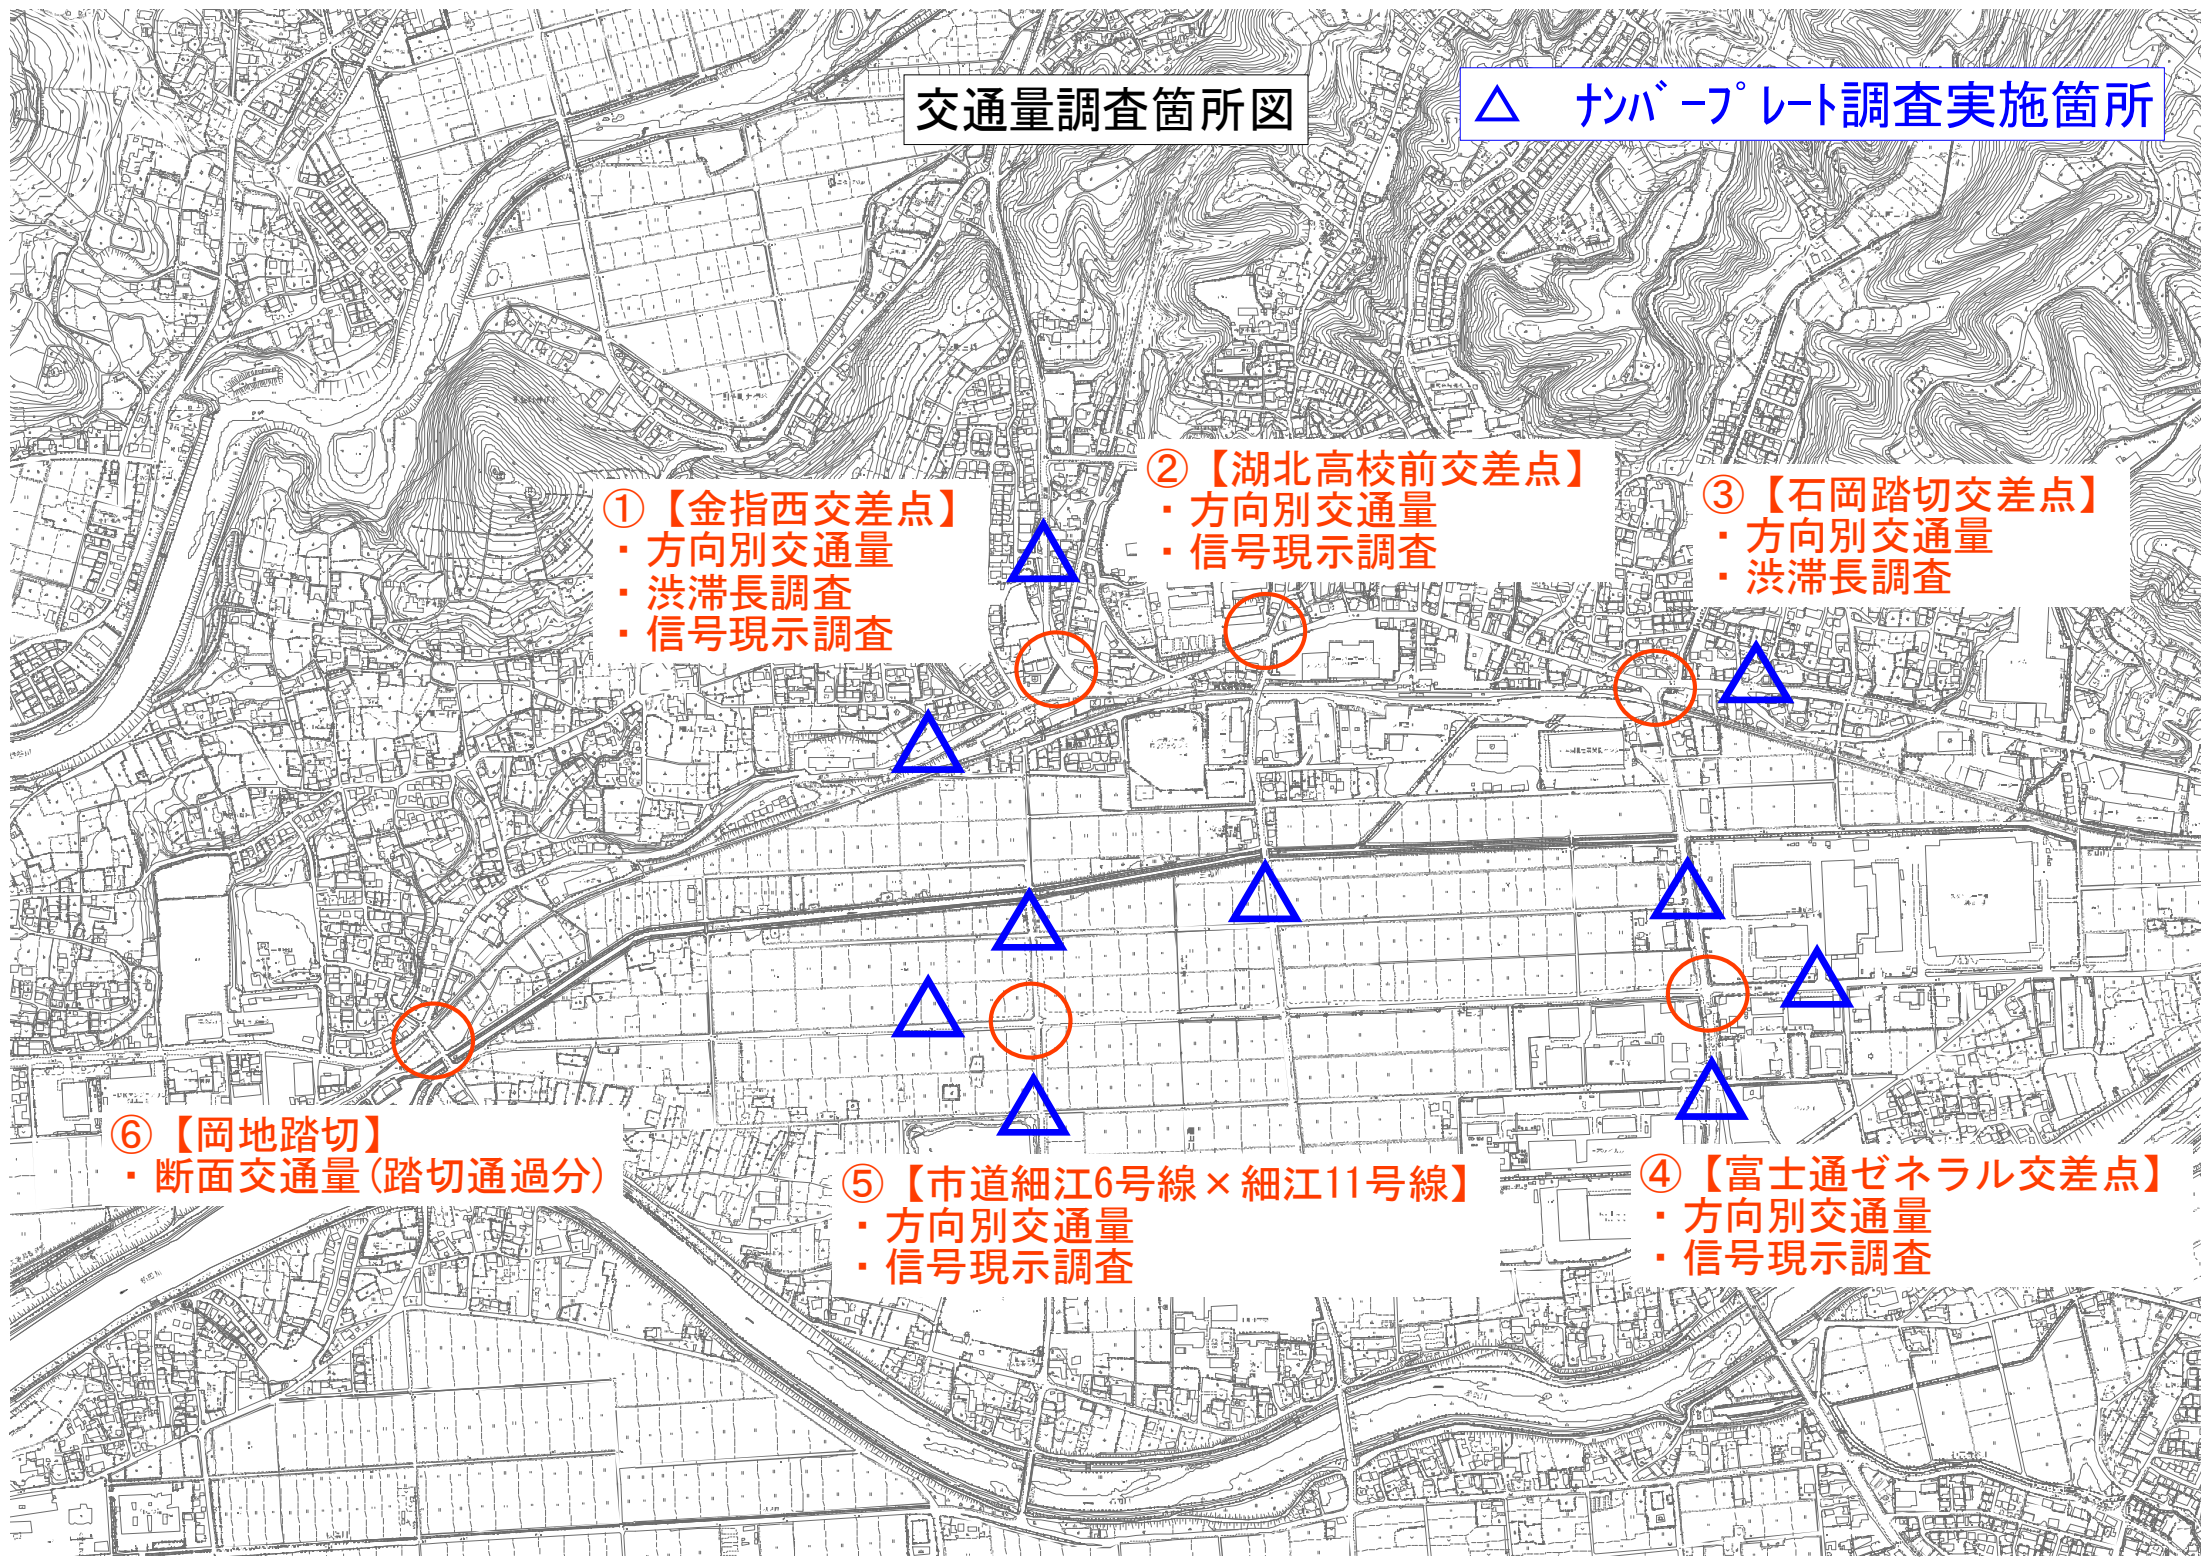 交通量調査箇所図
△ ﾅﾝﾊﾞｰﾌﾟﾚｰﾄ調査実施箇所
①【金指西交差点】
・方向別交通量
・渋滞長調査
・信号現示調査
②【湖北高校前交差点】
・方向別交通量
・信号現示調査
③【石岡踏切交差点】
・方向別交通量
・渋滞長調査
⑥【岡地踏切】
・断面交通量(踏切通過分)
⑤【市道細江6号線×細江11号線】
・方向別交通量
・信号現示調査
④【富士通ゼネラル交差点】
・方向別交通量
・信号現示調査